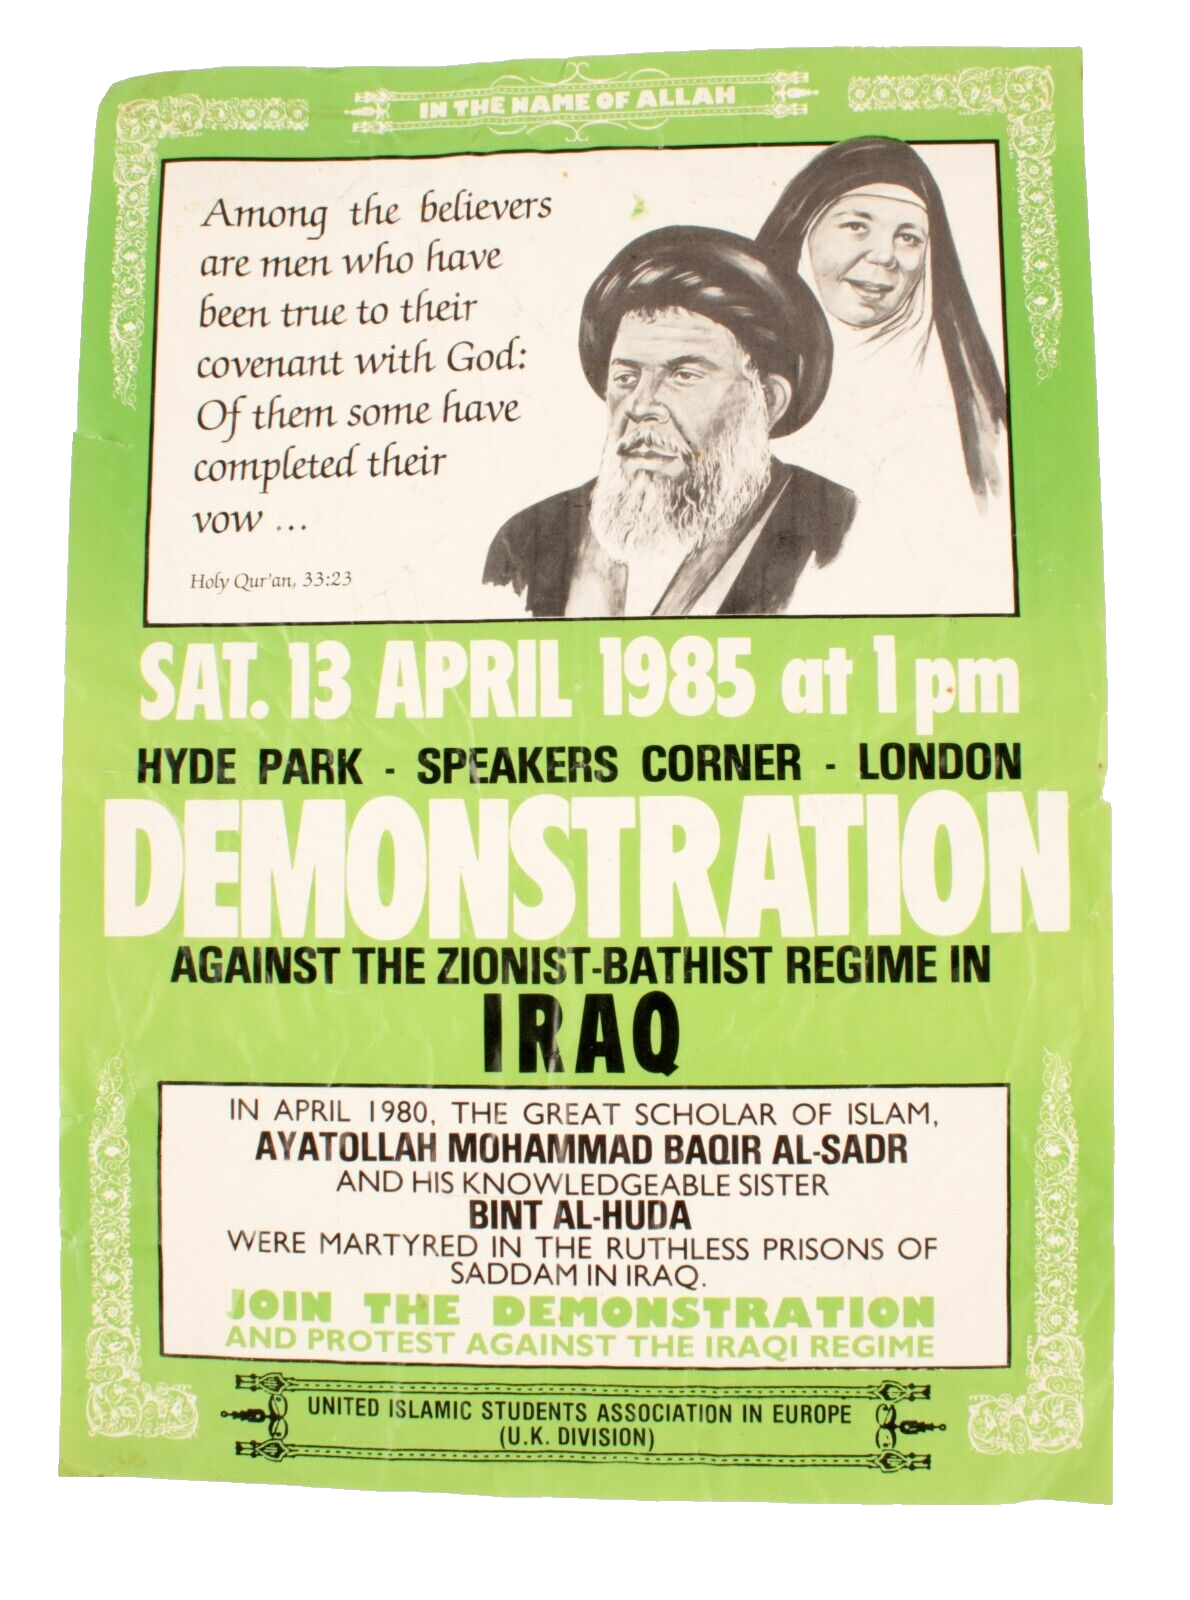 IN THE NAME OF ALLAH
Among the believers
are men who have
been true to their
covenant with God:
Of them some have
completed their
vow ...
Holy Qur'an, 33:23
SAT. 13 APRIL 1985 at 1 pm
HYDE PARK - SPEAKERS CORNER - LONDON
DEMONSTRATION
AGAINST THE ZIONIST-BATHIST REGIME IN
IRAQ
IN APRIL 1980, THE GREAT SCHOLAR OF ISLAM,
AYATOLLAH MOHAMMAD BAQIR AL-SADR
AND HIS KNOWLEDGEABLE SISTER
BINT AL-HUDA
WERE MARTYRED IN THE RUTHLESS PRISONS OF
SADDAM IN IRAQ.
JOIN THE DEMONSTRATION
AND PROTEST AGAINST THE IRAQI REGIME
UNITED ISLAMIC STUDENTS ASSOCIATION IN EUROPE
(U.K. DIVISION)